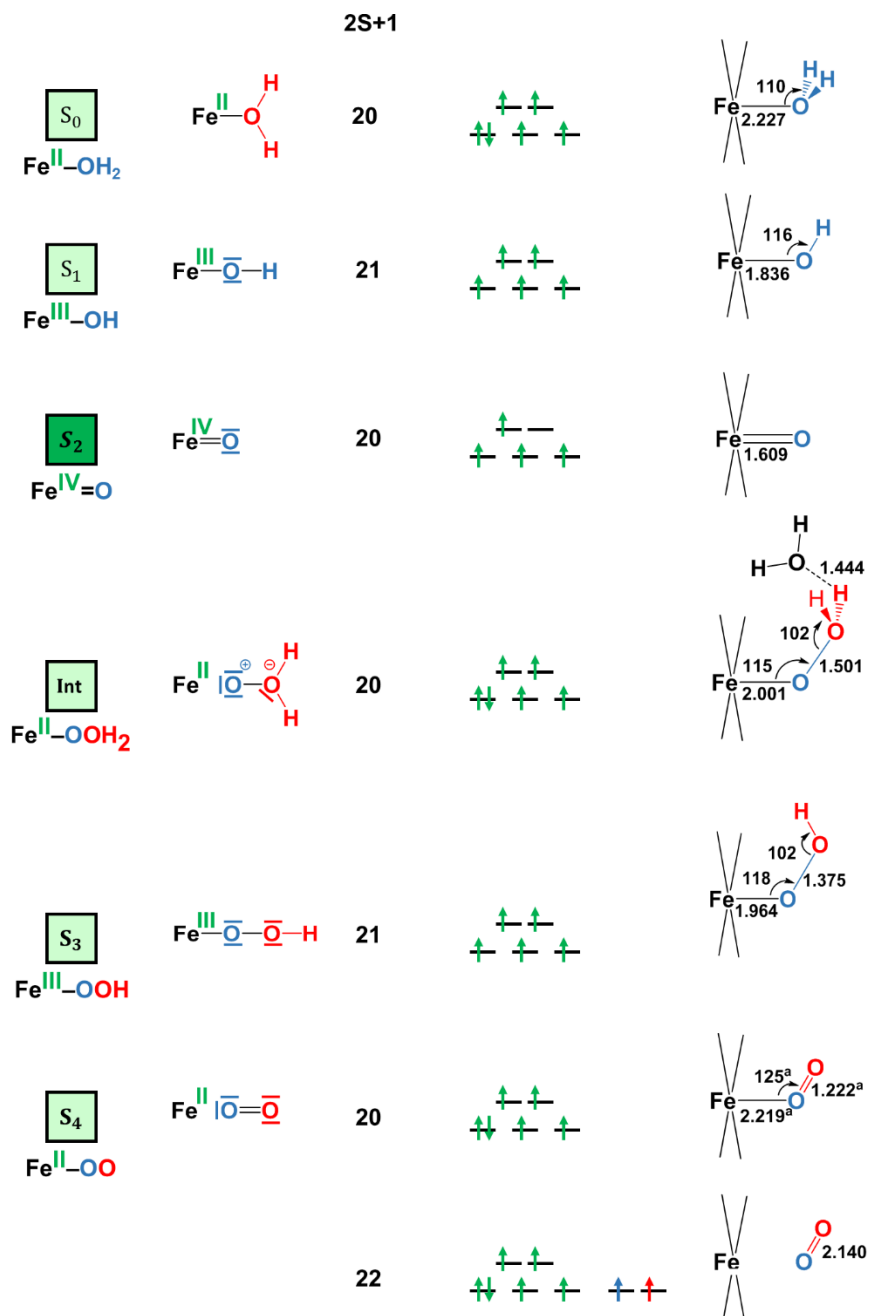 2S+1
S₀
Fe II –OH₂
Fe II O H H
20
Fe 2.227 110 O H H
S₁
Fe III –OH
Fe III O H
21
Fe 1.836 116 O H
S₂
Fe IV =O
Fe IV O
20
Fe 1.609 O
Int
Fe II –OOH₂
Fe II O ⊕ O ⊖ H H
20
H H O 1.444
H H O 102 1.501
Fe 115 2.001 O
S₃
Fe III –OOH
Fe III O O H
21
H O 102 1.375
Fe 118 1.964 O
S₄
Fe II –OO
Fe II O O
20
Fe 125ᵃ 2.219ᵃ O O 1.222ᵃ
22
Fe O O 2.140